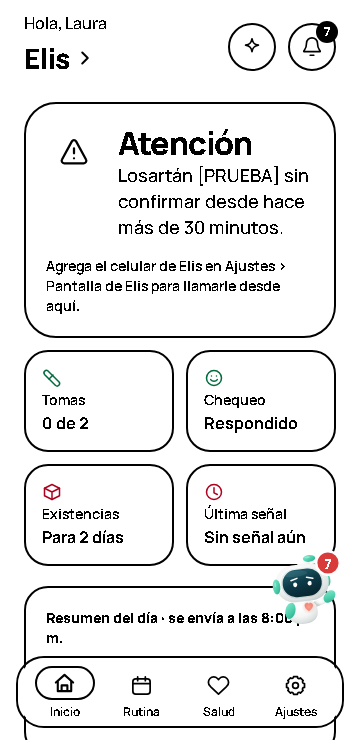 Hola, Laura
Elis
7
Atención
Losartán [PRUEBA] sin
confirmar desde hace
más de 30 minutos.
Agrega el celular de Elis en Ajustes >
Pantalla de Elis para llamarle desde
aquí.
Tomas
0 de 2
Chequeo
Respondido
Existencias
Para 2 días
Última señal
Sin señal aún
7
Resumen del día · se envía a las
m.
Inicio
Rutina
Salud
Ajustes